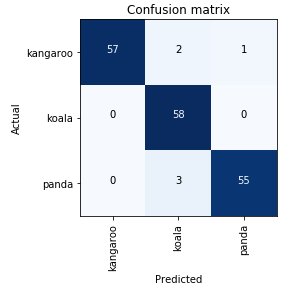 Confusion matrix
Actual
kangaroo 57 2 1
koala 0 58 0
panda 0 3 55
kangaroo koala panda
Predicted